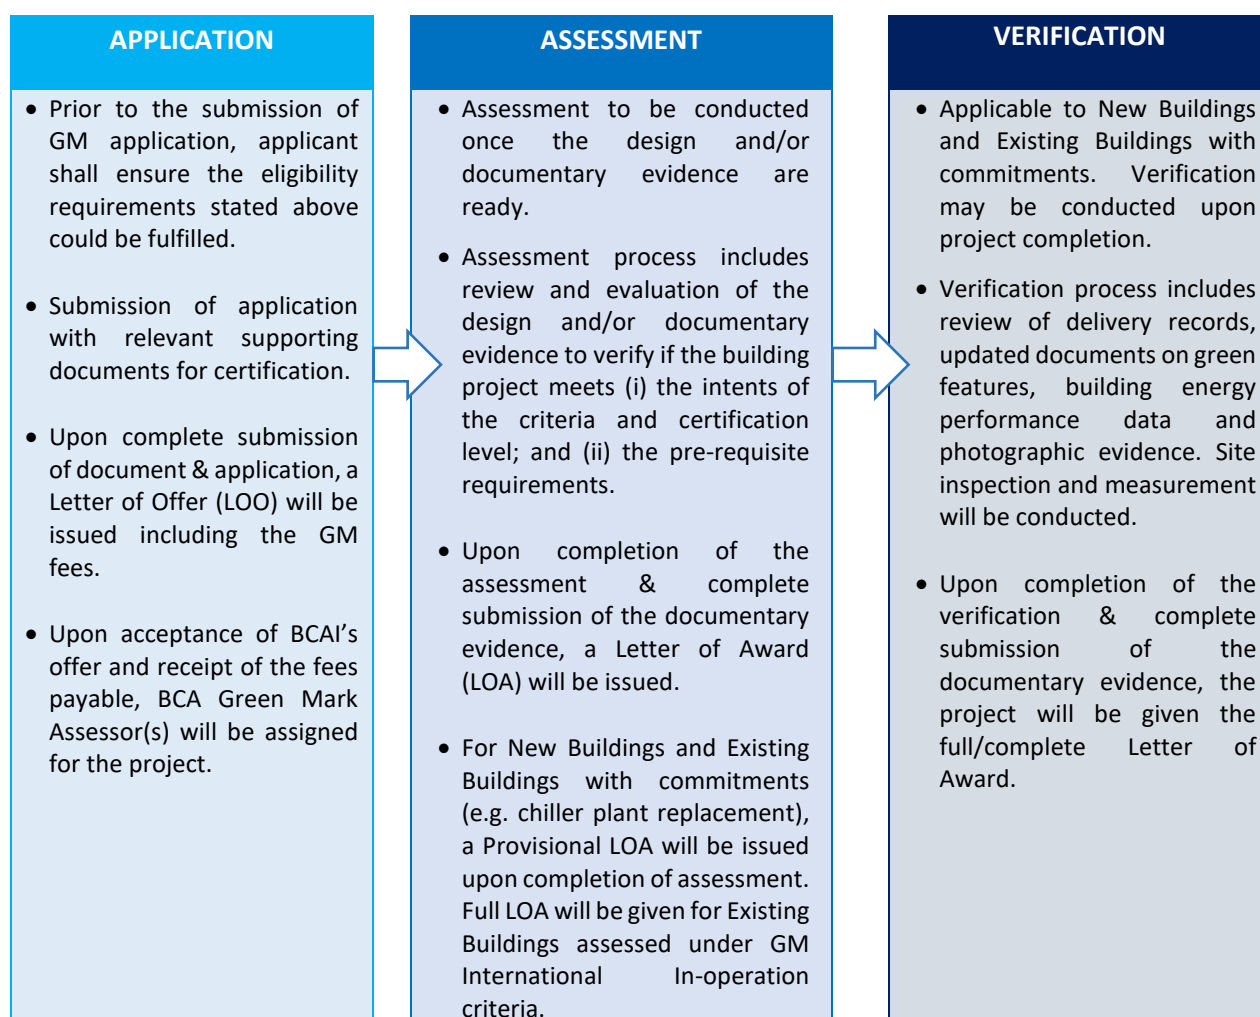 APPLICATION
• Prior to the submission of
GM application, applicant
shall ensure the eligibility
requirements stated above
could be fulfilled.
• Submission of application
with relevant supporting
documents for certification.
• Upon complete submission
of document & application, a
Letter of Offer (LOO) will be
issued including the GM
fees.
• Upon acceptance of BCAI’s
offer and receipt of the fees
payable, BCA Green Mark
Assessor(s) will be assigned
for the project.
ASSESSMENT
• Assessment to be conducted
once the design and/or
documentary evidence are
ready.
• Assessment process includes
review and evaluation of the
design and/or documentary
evidence to verify if the building
project meets (i) the intents of
the criteria and certification
level; and (ii) the pre-requisite
requirements.
• Upon completion of the
assessment & complete
submission of the documentary
evidence, a Letter of Award
(LOA) will be issued.
• For New Buildings and Existing
Buildings with commitments
(e.g. chiller plant replacement),
a Provisional LOA will be issued
upon completion of assessment.
Full LOA will be given for Existing
Buildings assessed under GM
International In-operation
criteria.
VERIFICATION
• Applicable to New Buildings
and Existing Buildings with
commitments. Verification
may be conducted upon
project completion.
• Verification process includes
review of delivery records,
updated documents on green
features, building energy
performance data and
photographic evidence. Site
inspection and measurement
will be conducted.
• Upon completion of the
verification & complete
submission of the
documentary evidence, the
project will be given the
full/complete Letter of
Award.